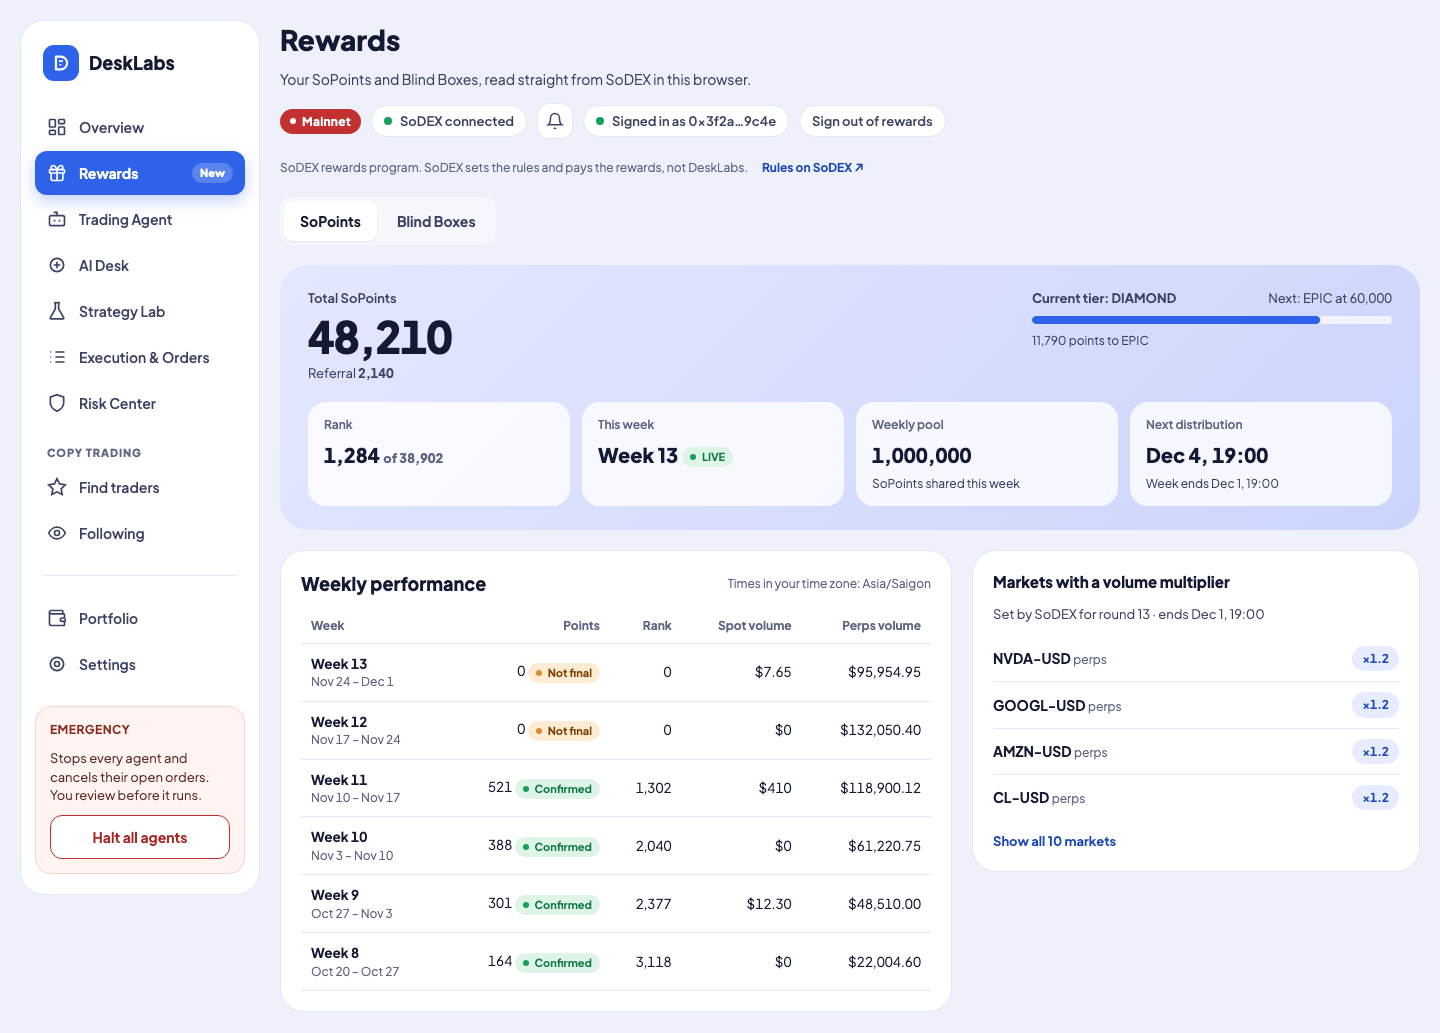 DeskLabs
Overview
Rewards New
Trading Agent
AI Desk
Strategy Lab
Execution & Orders
Risk Center
COPY TRADING
Find traders
Following
Portfolio
Settings
EMERGENCY
Stops every agent and
cancels their open orders.
You review before it runs.
Halt all agents
Rewards
Your SoPoints and Blind Boxes, read straight from SoDEX in this browser.
Mainnet SoDEX connected Signed in as 0×3f2a…9c4e Sign out of rewards
SoDEX rewards program. SoDEX sets the rules and pays the rewards, not DeskLabs. Rules on SoDEX ↗
SoPoints Blind Boxes
Total SoPoints
48,210
Referral 2,140
Current tier: DIAMOND Next: EPIC at 60,000
11,790 points to EPIC
Rank
1,284 of 38,902
This week
Week 13 LIVE
Weekly pool
1,000,000
SoPoints shared this week
Next distribution
Dec 4, 19:00
Week ends Dec 1, 19:00
Weekly performance Times in your time zone: Asia/Saigon
Week Points Rank Spot volume Perps volume
Week 13 0 Not final 0 $7.65 $95,954.95
Nov 24 – Dec 1
Week 12 0 Not final 0 $0 $132,050.40
Nov 17 – Nov 24
Week 11 521 Confirmed 1,302 $410 $118,900.12
Nov 10 – Nov 17
Week 10 388 Confirmed 2,040 $0 $61,220.75
Nov 3 – Nov 10
Week 9 301 Confirmed 2,377 $12.30 $48,510.00
Oct 27 – Nov 3
Week 8 164 Confirmed 3,118 $0 $22,004.60
Oct 20 – Oct 27
Markets with a volume multiplier
Set by SoDEX for round 13 · ends Dec 1, 19:00
NVDA-USD perps ×1.2
GOOGL-USD perps ×1.2
AMZN-USD perps ×1.2
CL-USD perps ×1.2
Show all 10 markets